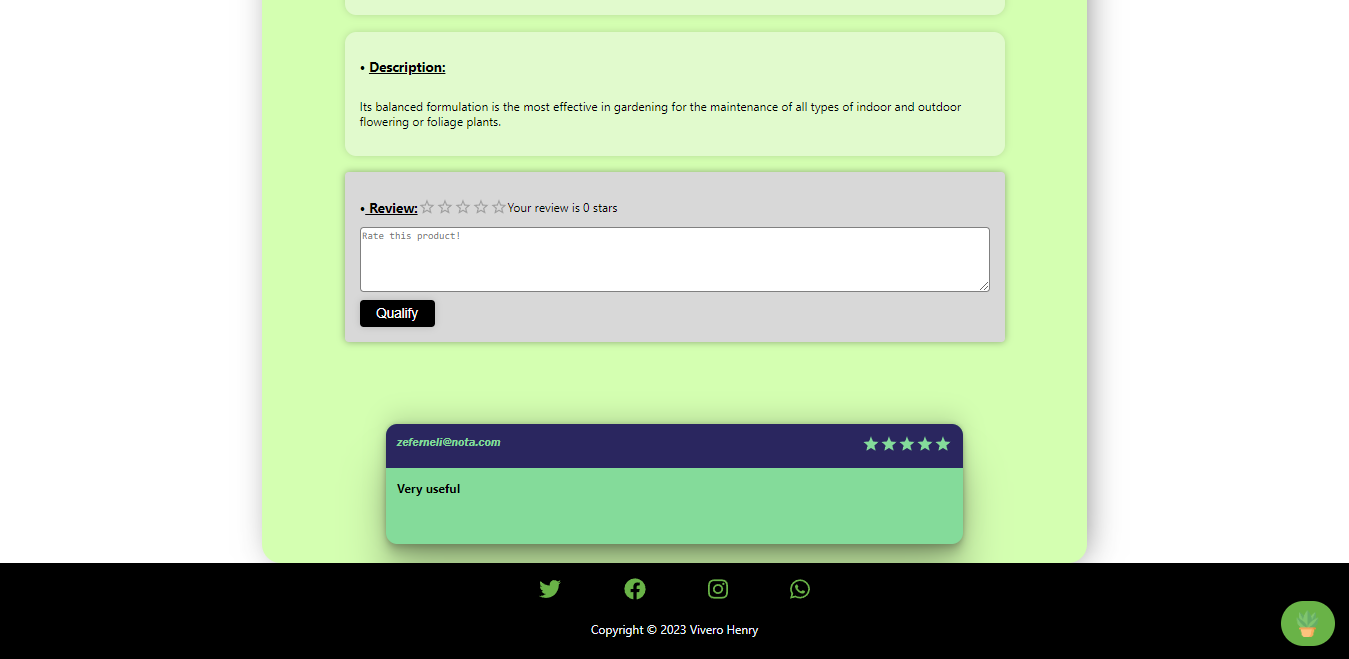 • Description:
Its balanced formulation is the most effective in gardening for the maintenance of all types of indoor and outdoor
flowering or foliage plants.
• Review: Your review is 0 stars
Rate this product!
Qualify
zeferneli@nota.com
Very useful
Copyright © 2023 Vivero Henry